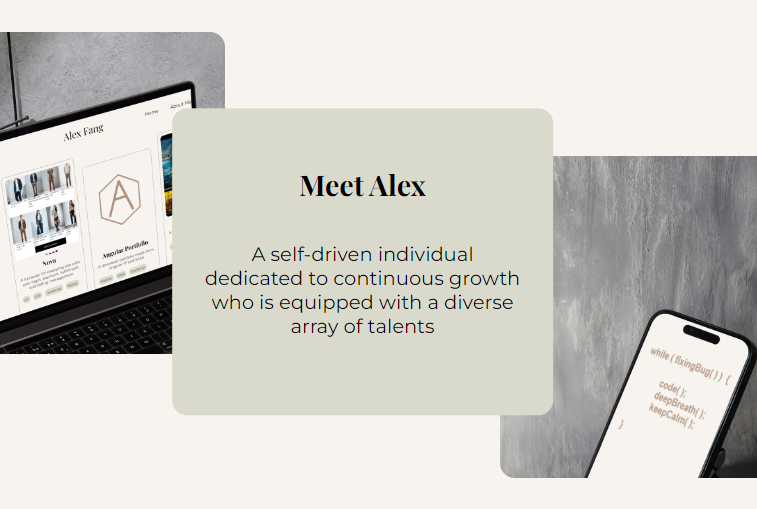 Home
About Me
Alex Fang
Nova
Angular Portfolio
Meet Alex
A self-driven individual
dedicated to continuous growth
who is equipped with a diverse
array of talents
while ( fixingBug( ) ) {
code( );
deepBreath( );
keepCalm( );
}